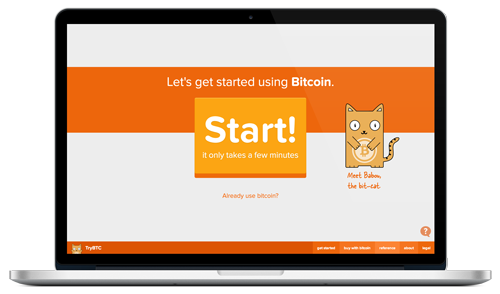 Let's get started using Bitcoin.
Start!
it only takes a few minutes
Meet Babou,
the bit-cat.
Already use bitcoin?
TryBTC
get started
buy with bitcoin
reference
about
legal